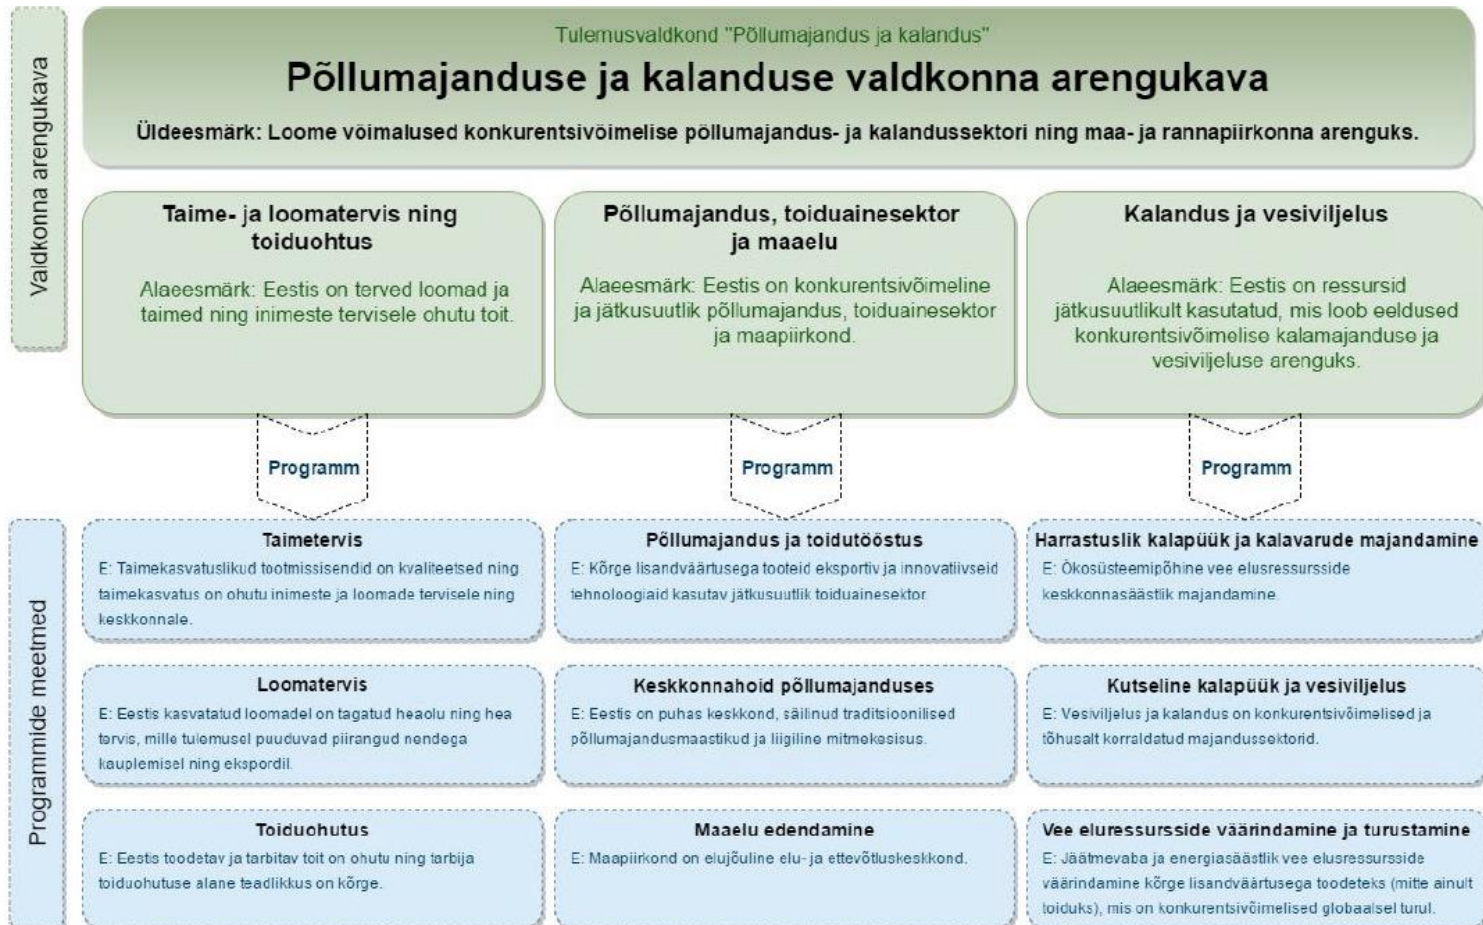 Valdkonna arengukava
Tulemusvaldkond "Põllumajandus ja kalandus"
Põllumajanduse ja kalanduse valdkonna arengukava
Üldeesmärk: Loome võimalused konkurentsivõimelise põllumajandus- ja kalandussektori ning maa- ja rannapiirkonna arenguks.
Taime- ja loomatervis ning
toiduohtus
Alaeesmärk: Eestis on terved loomad ja
taimed ning inimeste tervisele ohutu toit.
Põllumajandus, toiduainesektor
ja maaelu
Alaeesmärk: Eestis on konkurentsivõimeline
ja jätkusuutlik põllumajandus, toiduainesektor
ja maapiirkond.
Kalandus ja vesiviljelus
Alaeesmärk: Eestis on ressursid
jätkusuutlikult kasutatud, mis loob eeldused
konkurentsivõimelise kalamajanduse ja
vesiviljeluse arenguks.
Programm
Programm
Programm
Programmide meetmed
Taimetervis
E: Taimekasvatuslikud tootmissisendid on kvaliteetsed ning
taimekasvatus on ohutu inimeste ja loomade tervisele ning
keskkonnale.
Põllumajandus ja toidutööstus
E: Kõrge lisandväärtusega tooteid eksportiv ja innovatiivseid
tehnoloogiaid kasutav jätkusuutlik toiduainesektor.
Harrastuslik kalapüük ja kalavarude majandamine
E: Ökosüsteemipõhine vee elusressursside
keskkonnasäästlik majandamine.
Loomatervis
E: Eestis kasvatatud loomadel on tagatud heaolu ning hea
tervis, mille tulemusel puuduvad piirangud nendega
kauplemisel ning ekspordil.
Keskkonnahoid põllumajanduses
E: Eestis on puhas keskkond, säilinud traditsioonilised
põllumajandusmaastikud ja liigiline mitmekesisus.
Kutseline kalapüük ja vesiviljelus
E: Vesiviljelus ja kalandus on konkurentsivõimelised ja
tõhusalt korraldatud majandussektorid.
Toiduohutus
E: Eestis toodetav ja tarbitav toit on ohutu ning tarbija
toiduohutuse alane teadlikkus on kõrge.
Maaelu edendamine
E: Maapiirkond on elujõuline elu- ja ettevõtluskeskkond.
Vee eluressursside väärindamine ja turustamine
E: Jäätmevaba ja energiasäästlik vee elusressursside
väärindamine kõrge lisandväärtusega toodeteks (mitte ainult
toiduks), mis on konkurentsivõimelised globaalsel turul.